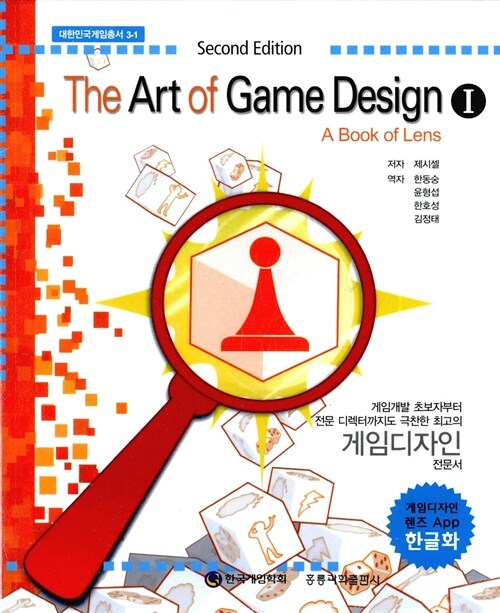 대한민국게임총서 3-1
Second Edition
The Art of Game Design I
A Book of Lens
저자 제시셸
역자 한동숭
윤형섭
한호성
김정태
게임개발 초보자부터
전문 디렉터까지도 극찬한 최고의
게임디자인
전문서
게임디자인
렌즈 App
한글화
한국게임학회 홍릉과학출판사